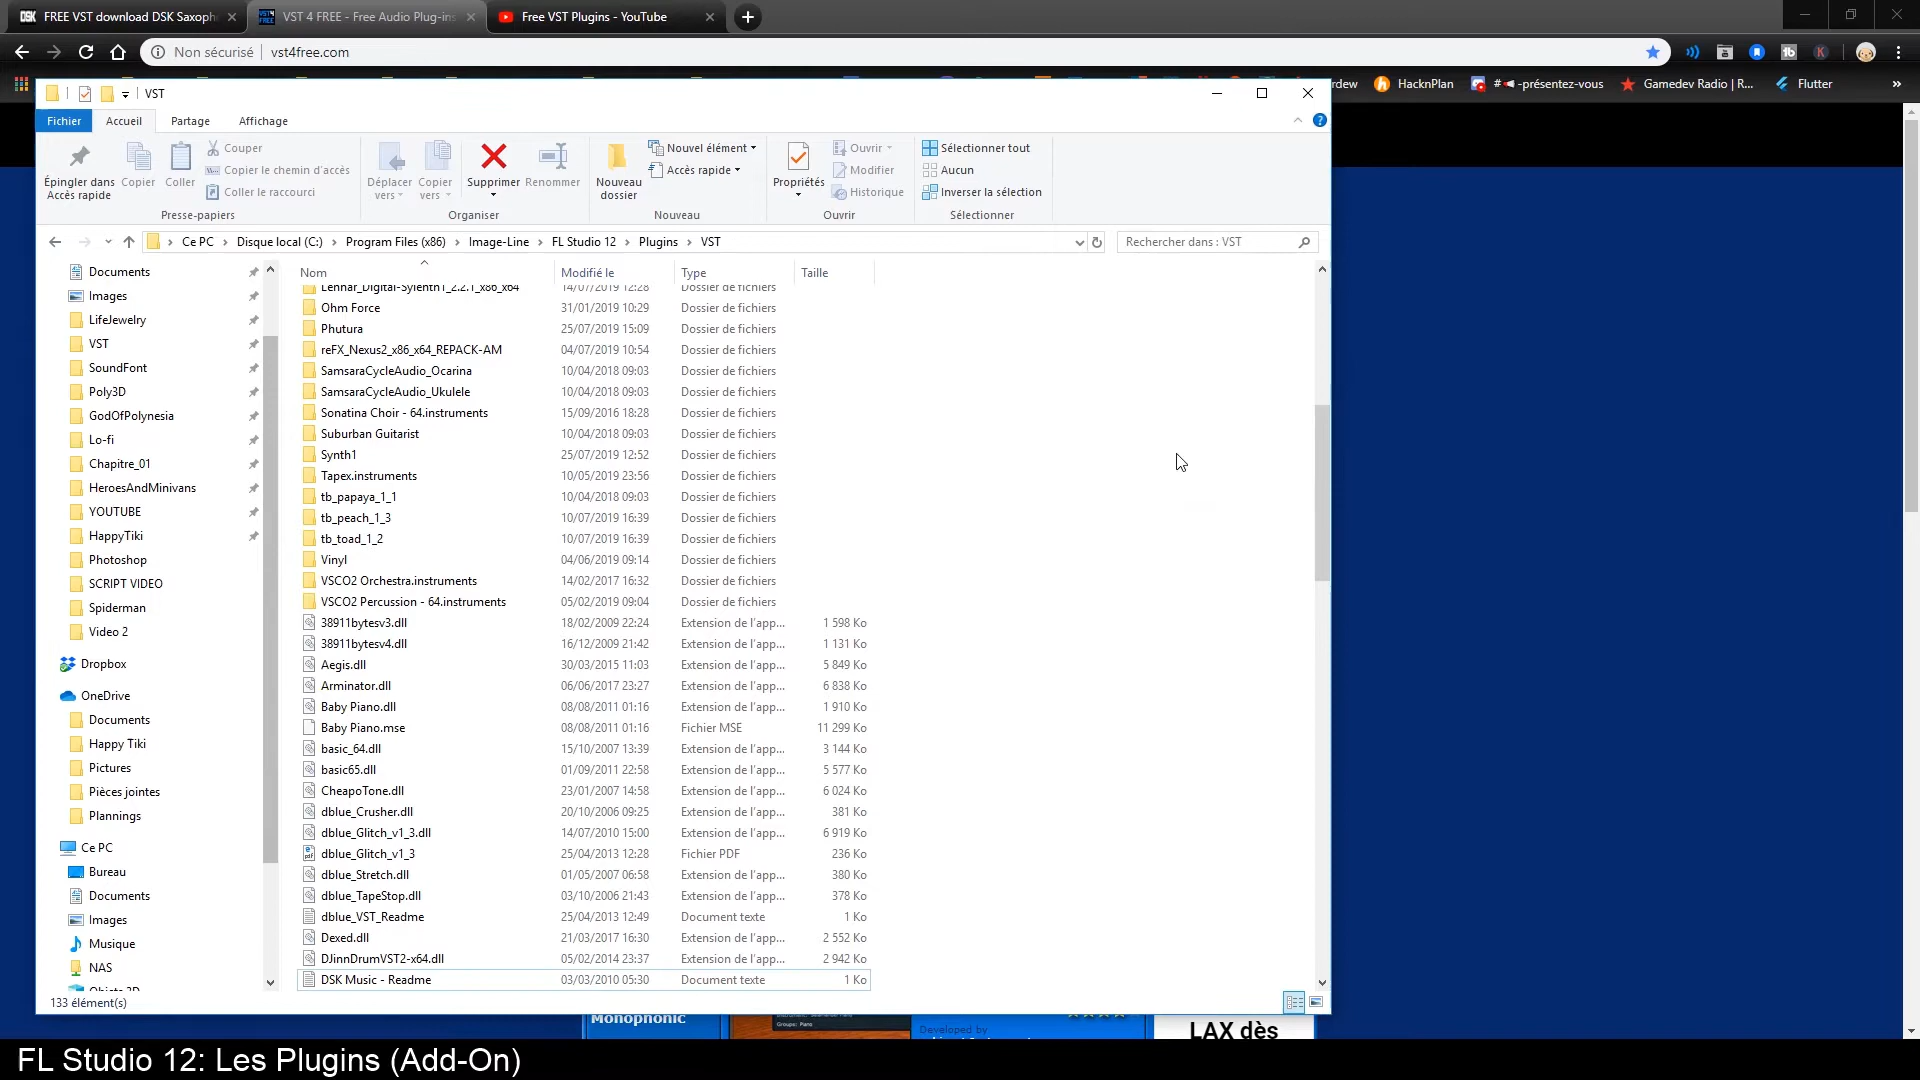 FREE VST download DSK Saxoph
VST 4 FREE - Free Audio Plug-ins
Free VST Plugins - YouTube
Non sécurisé
vst4free.com
rdew
HacknPlan
#📢-présentez-vous
Gamedev Radio | R...
Flutter
»
VST
Fichier
Accueil
Partage
Affichage
Épingler dans
Accès rapide
Copier
Coller
Couper
Copier le chemin d'accès
Coller le raccourci
Presse-papiers
Déplacer
vers
Copier
vers
Supprimer
Renommer
Organiser
Nouveau
dossier
Nouvel élément
Accès rapide
Nouveau
Propriétés
Ouvrir
Modifier
Historique
Ouvrir
Sélectionner tout
Aucun
Inverser la sélection
Sélectionner
Ce PC > Disque local (C:) > Program Files (x86) > Image-Line > FL Studio 12 > Plugins > VST
Rechercher dans : VST
Documents
Images
LifeJewelry
VST
SoundFont
Poly3D
GodOfPolynesia
Lo-fi
Chapitre_01
HeroesAndMinivans
YOUTUBE
HappyTiki
Photoshop
SCRIPT VIDEO
Spiderman
Video 2
Dropbox
OneDrive
Documents
Happy Tiki
Pictures
Pièces jointes
Plannings
Ce PC
Bureau
Documents
Images
Musique
NAS
Objets 3D
Nom Modifié le Type Taille
Lennar_Digital-Sylenth1_2.2.1_x86_x64 14/07/2019 12:28 Dossier de fichiers
Ohm Force 31/01/2019 10:29 Dossier de fichiers
Phutura 25/07/2019 15:09 Dossier de fichiers
reFX_Nexus2_x86_x64_REPACK-AM 04/07/2019 10:54 Dossier de fichiers
SamsaraCycleAudio_Ocarina 10/04/2018 09:03 Dossier de fichiers
SamsaraCycleAudio_Ukulele 10/04/2018 09:03 Dossier de fichiers
Sonatina Choir - 64.instruments 15/09/2016 18:28 Dossier de fichiers
Suburban Guitarist 10/04/2018 09:03 Dossier de fichiers
Synth1 25/07/2019 12:52 Dossier de fichiers
Tapex.instruments 10/05/2019 23:56 Dossier de fichiers
tb_papaya_1_1 10/04/2018 09:03 Dossier de fichiers
tb_peach_1_3 10/07/2019 16:39 Dossier de fichiers
tb_toad_1_2 10/07/2019 16:39 Dossier de fichiers
Vinyl 04/06/2019 09:14 Dossier de fichiers
VSCO2 Orchestra.instruments 14/02/2017 16:32 Dossier de fichiers
VSCO2 Percussion - 64.instruments 05/02/2019 09:04 Dossier de fichiers
38911bytesv3.dll 18/02/2009 22:24 Extension de l'app... 1 598 Ko
38911bytesv4.dll 16/12/2009 21:42 Extension de l'app... 1 131 Ko
Aegis.dll 30/03/2015 11:03 Extension de l'app... 5 849 Ko
Arminator.dll 06/06/2017 23:27 Extension de l'app... 6 838 Ko
Baby Piano.dll 08/08/2011 01:16 Extension de l'app... 1 910 Ko
Baby Piano.mse 08/08/2011 01:16 Fichier MSE 11 299 Ko
basic_64.dll 15/10/2007 13:39 Extension de l'app... 3 144 Ko
basic65.dll 01/09/2011 22:58 Extension de l'app... 5 577 Ko
CheapoTone.dll 23/01/2007 14:58 Extension de l'app... 6 024 Ko
dblue_Crusher.dll 20/10/2006 09:25 Extension de l'app... 381 Ko
dblue_Glitch_v1_3.dll 14/07/2010 15:00 Extension de l'app... 6 919 Ko
dblue_Glitch_v1_3 25/04/2013 12:28 Fichier PDF 236 Ko
dblue_Stretch.dll 01/05/2007 06:58 Extension de l'app... 380 Ko
dblue_TapeStop.dll 03/10/2006 21:43 Extension de l'app... 378 Ko
dblue_VST_Readme 25/04/2013 12:49 Document texte 1 Ko
Dexed.dll 21/03/2017 16:30 Extension de l'app... 2 552 Ko
DJinnDrumVST2-x64.dll 05/02/2014 23:37 Extension de l'app... 2 942 Ko
DSK Music - Readme 03/03/2010 05:30 Document texte 1 Ko
133 élément(s)
Monophonic
Groups: Piano
Developed by
LAX dès
FL Studio 12: Les Plugins (Add-On)